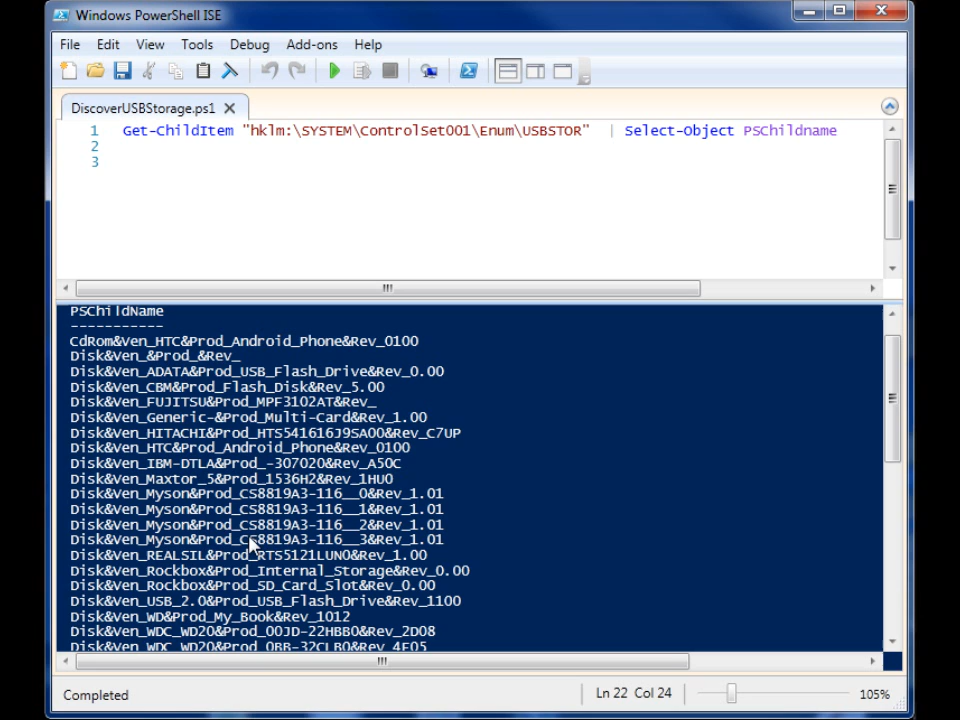 Windows PowerShell ISE
File Edit View Tools Debug Add-ons Help
DiscoverUSBStorage.ps1
1 Get-ChildItem "hklm:\SYSTEM\ControlSet001\Enum\USBSTOR" | Select-Object PSChildname
2
3
PSChildName
-----------
CdRom&Ven_HTC&Prod_Android_Phone&Rev_0100
Disk&Ven_&Prod_&Rev_
Disk&Ven_ADATA&Prod_USB_Flash_Drive&Rev_0.00
Disk&Ven_CBM&Prod_Flash_Disk&Rev_5.00
Disk&Ven_FUJITSU&Prod_MPF3102AT&Rev_
Disk&Ven_Generic-&Prod_Multi-Card&Rev_1.00
Disk&Ven_HITACHI&Prod_HTS541616J9SA00&Rev_C7UP
Disk&Ven_HTC&Prod_Android_Phone&Rev_0100
Disk&Ven_IBM-DTLA&Prod_-307020&Rev_A50C
Disk&Ven_Maxtor_5&Prod_1536H2&Rev_1HU0
Disk&Ven_Myson&Prod_CS8819A3-116__0&Rev_1.01
Disk&Ven_Myson&Prod_CS8819A3-116__1&Rev_1.01
Disk&Ven_Myson&Prod_CS8819A3-116__2&Rev_1.01
Disk&Ven_Myson&Prod_CS8819A3-116__3&Rev_1.01
Disk&Ven_REALSIL&Prod_RTS5121LUN0&Rev_1.00
Disk&Ven_Rockbox&Prod_Internal_Storage&Rev_0.00
Disk&Ven_Rockbox&Prod_SD_Card_Slot&Rev_0.00
Disk&Ven_USB_2.0&Prod_USB_Flash_Drive&Rev_1100
Disk&Ven_WD&Prod_My_Book&Rev_1012
Disk&Ven_WDC_WD20&Prod_00JD-22HBB0&Rev_2D08
Disk&Ven_WDC_WD20&Prod_0BB-32CLB0&Rev_4E05
Completed
Ln 22 Col 24
105%